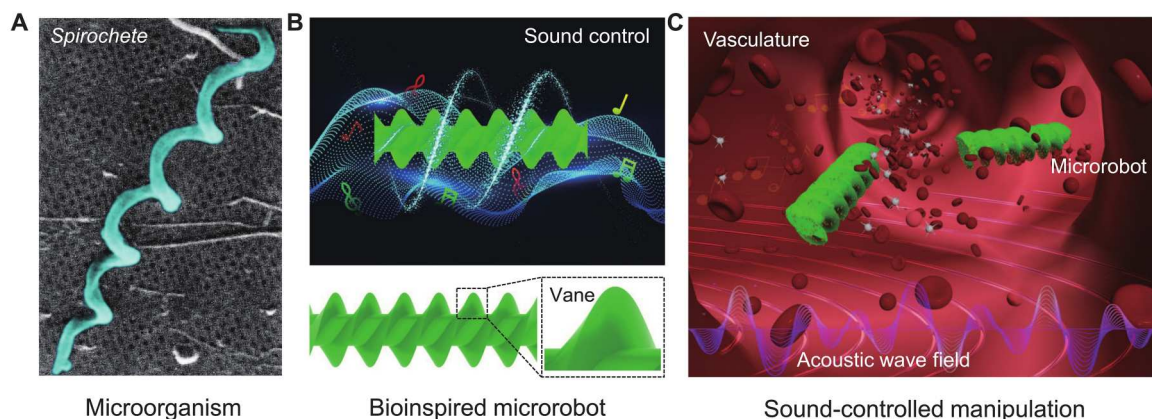 A
Spirochete
Microorganism
B
Sound control
Vane
Bioinspired microrobot
C
Vasculature
Microrobot
Acoustic wave field
Sound-controlled manipulation